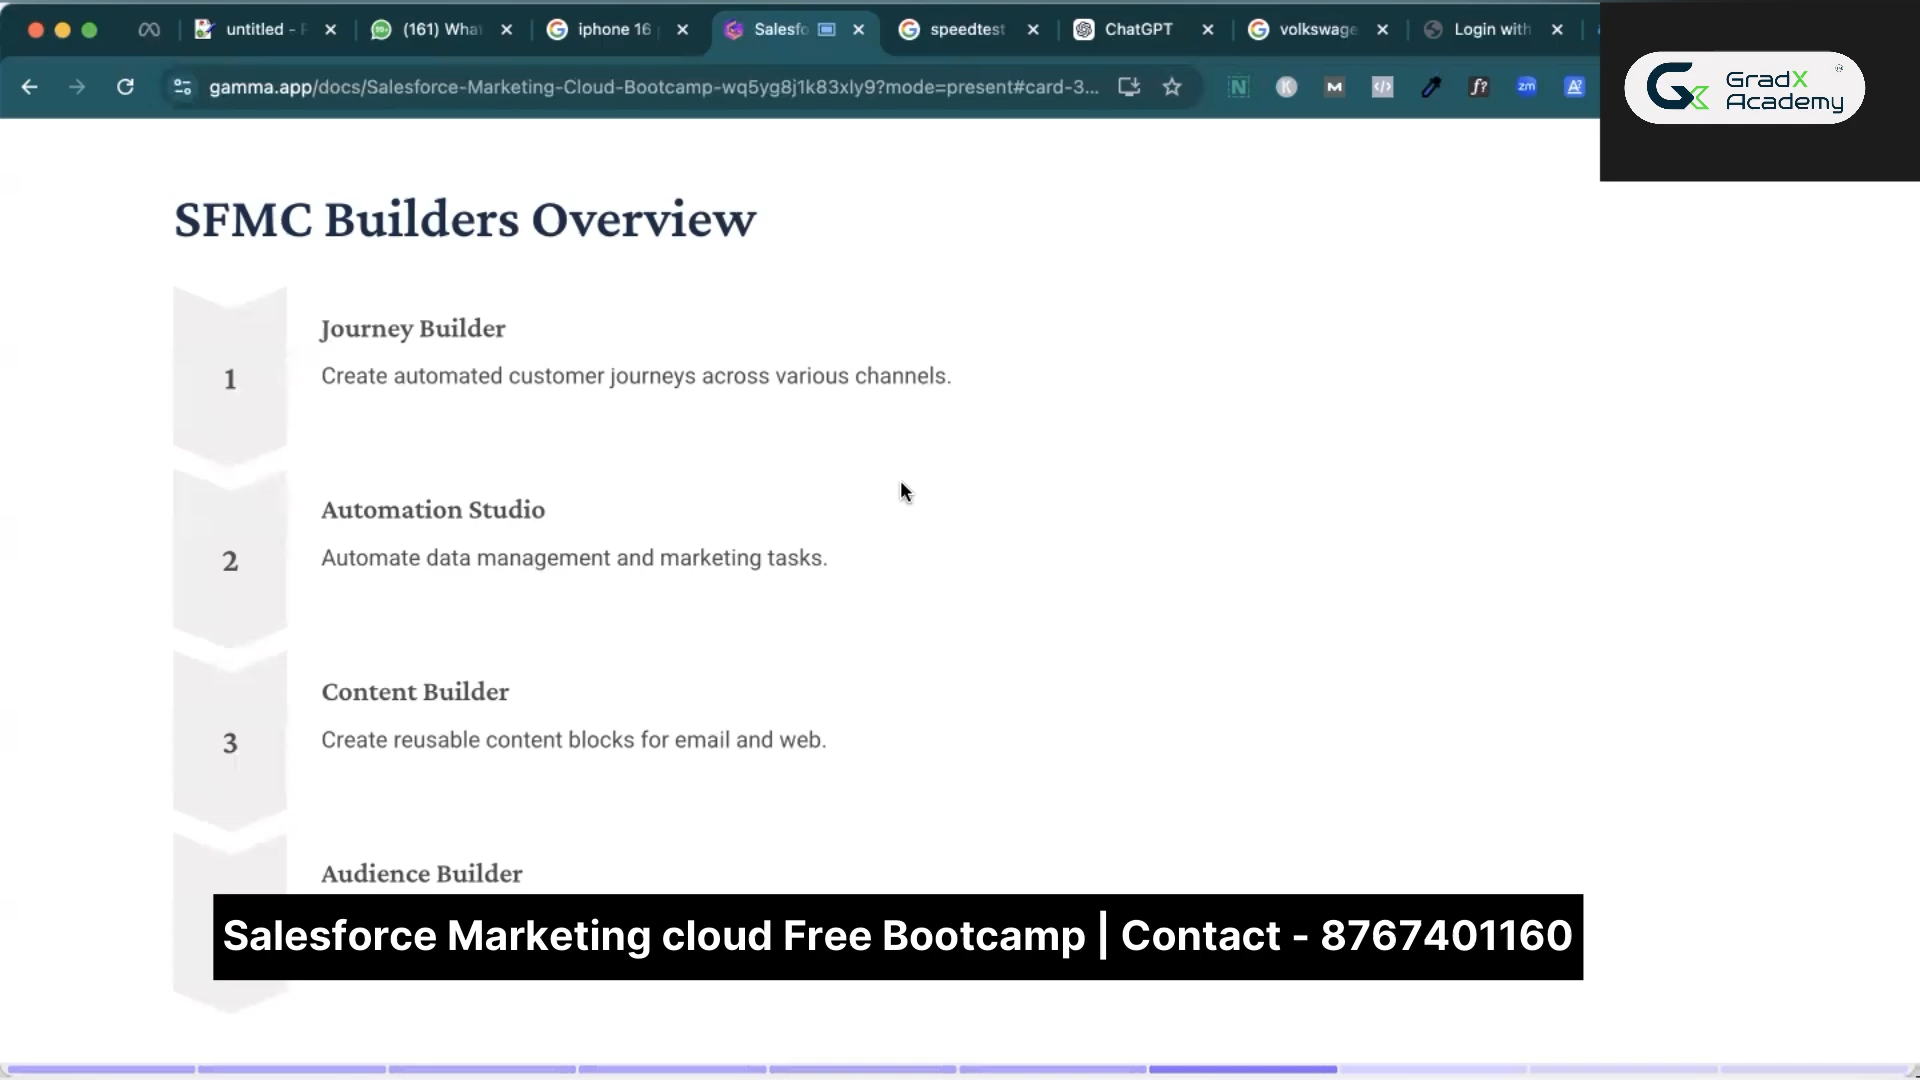 untitled - F
(161) Wha
iphone 16
Salesfo
speedtest
ChatGPT
volkswage
Login with
gamma.app/docs/Salesforce-Marketing-Cloud-Bootcamp-wq5yg8j1k83xly9?mode=present#card-3...
GradX
Academy
SFMC Builders Overview
1
Journey Builder
Create automated customer journeys across various channels.
2
Automation Studio
Automate data management and marketing tasks.
3
Content Builder
Create reusable content blocks for email and web.
Audience Builder
Salesforce Marketing cloud Free Bootcamp | Contact - 8767401160